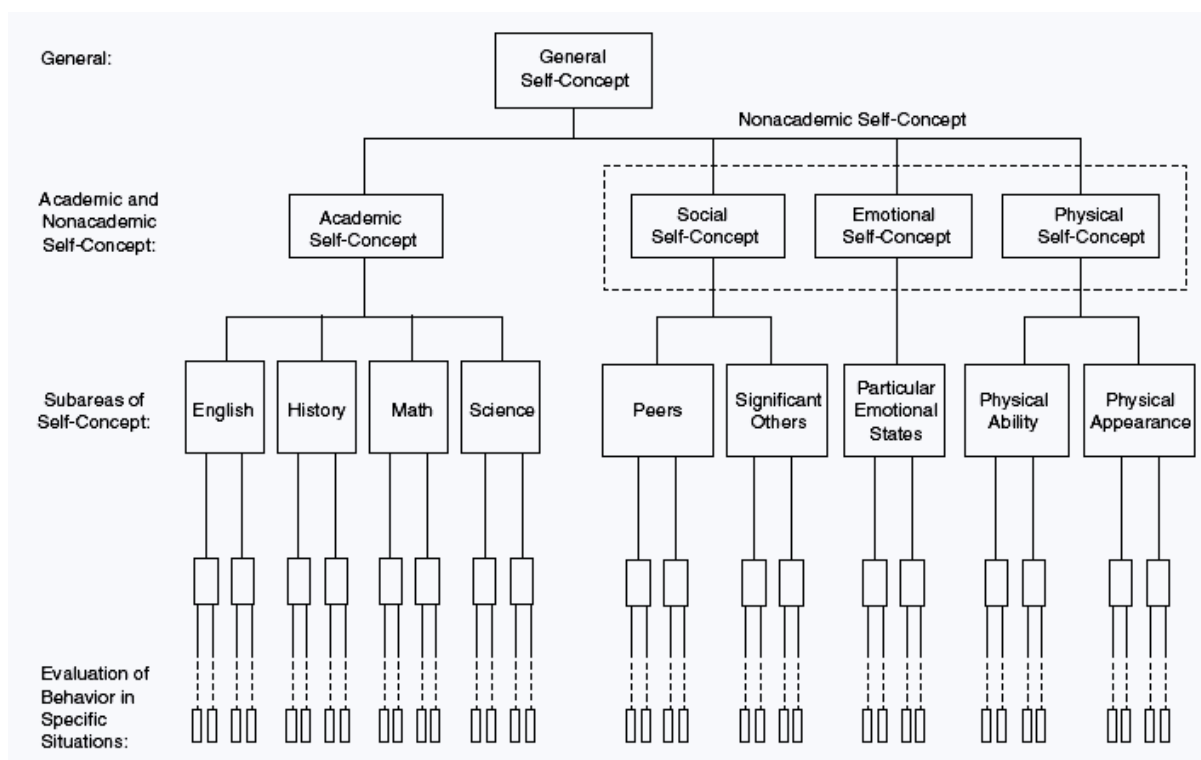 General:
General
Self-Concept
Nonacademic Self-Concept
Academic and
Nonacademic
Self-Concept:
Academic
Self-Concept
Social
Self-Concept
Emotional
Self-Concept
Physical
Self-Concept
Subareas of
Self-Concept:
English
History
Math
Science
Peers
Significant
Others
Particular
Emotional
States
Physical
Ability
Physical
Appearance
Evaluation of
Behavior in
Specific
Situations: